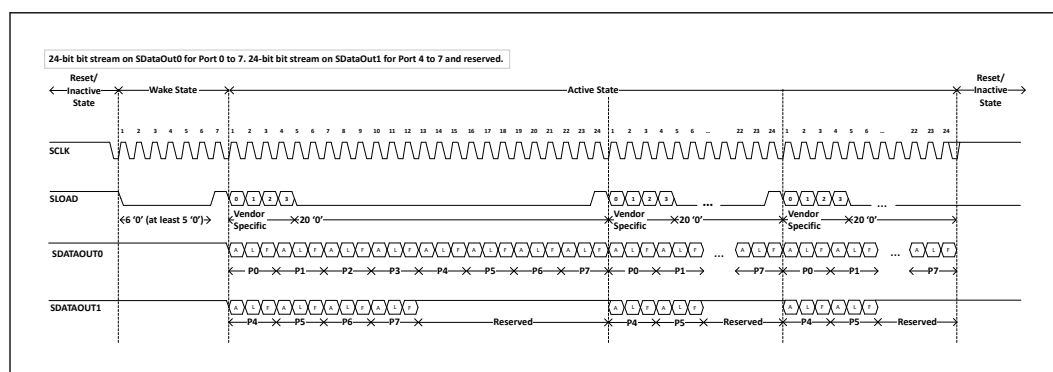 24-bit bit stream on SDataOut0 for Port 0 to 7. 24-bit bit stream on SDataOut1 for Port 4 to 7 and reserved.
Reset/
Inactive
State
Wake State
Active State
Reset/
Inactive
State
1 2 3 4 5 6 7 1 2 3 4 5 6 7 8 9 10 11 12 13 14 15 16 17 18 19 20 21 22 23 24 1 2 3 4 5 6 ... 22 23 24 1 2 3 4 5 6 ... 22 23 24
SCLK
SLOAD
0 1 2 3 0 1 2 3 ... 0 1 2 3 ...
6 '0' (at least 5 '0')
Vendor
Specific
20 '0'
Vendor
Specific
20 '0'
Vendor
Specific
20 '0'
SDATAOUT0
A L F A L F A L F A L F A L F A L F A L F A L F A L F A L F ... A L F A L F A L F ... A L F
P0 P1 P2 P3 P4 P5 P6 P7 P0 P1 P7 P0 P1 P7
SDATAOUT1
A L F A L F A L F A L F A L F A L F A L F A L F
P4 P5 P6 P7 Reserved P4 P5 Reserved P4 P5 Reserved